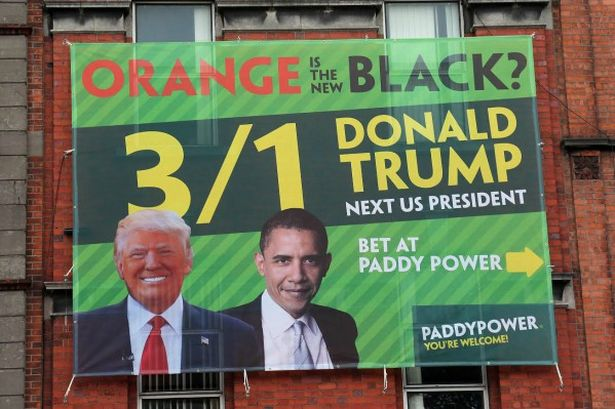 ORANGE IS THE NEW BLACK?
3/1 DONALD
TRUMP
NEXT US PRESIDENT
BET AT
PADDY POWER
PADDYPOWER.
YOU'RE WELCOME!